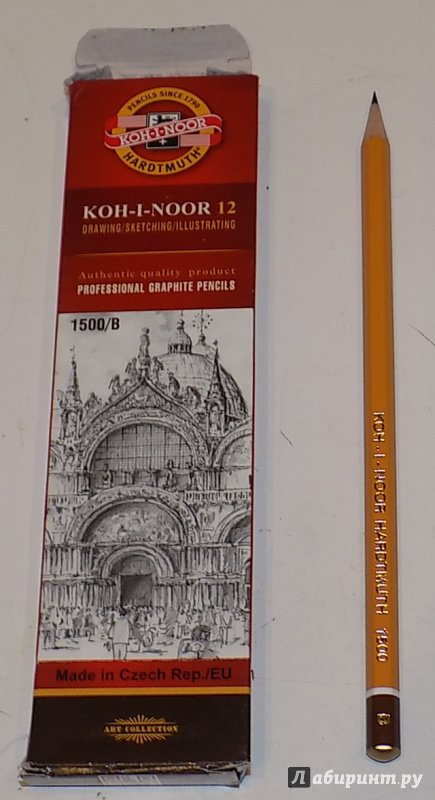 PENCILS SINCE 1790
KOH-I-NOOR
HARDTMUTH
KOH-I-NOOR 12
DRAWING/SKETCHING/ILLUSTRATING
Authentic quality product
PROFESSIONAL GRAPHITE PENCILS
1500/B
Made in Czech Rep./EU
ART COLLECTION
KOH-I-NOOR HARDTMUTH 1500
B
Лабиринт.ру